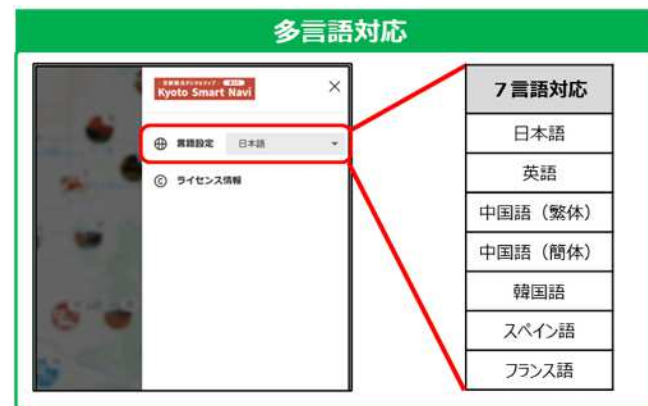 多言語対応
Kyoto Smart Navi
言語設定 日本語
ライセンス情報
7言語対応
日本語
英語
中国語（繁体）
中国語（簡体）
韓国語
スペイン語
フランス語